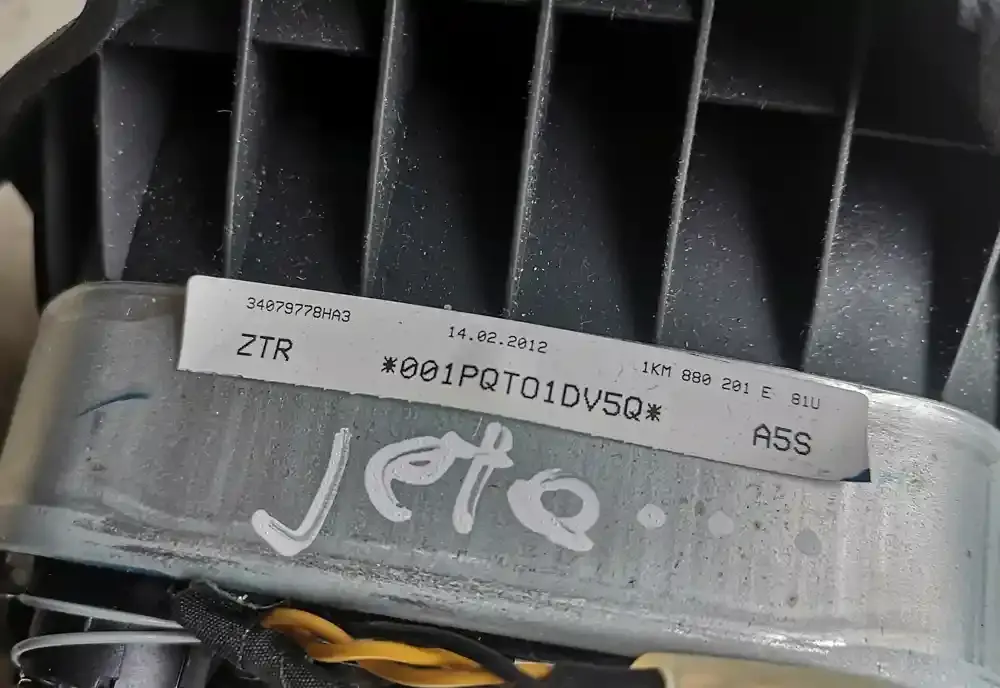 34079778HA3 14.02.2012 1KM 880 201 E 81U
ZTR *001PQT01DV5Q* A5S
Jeta..